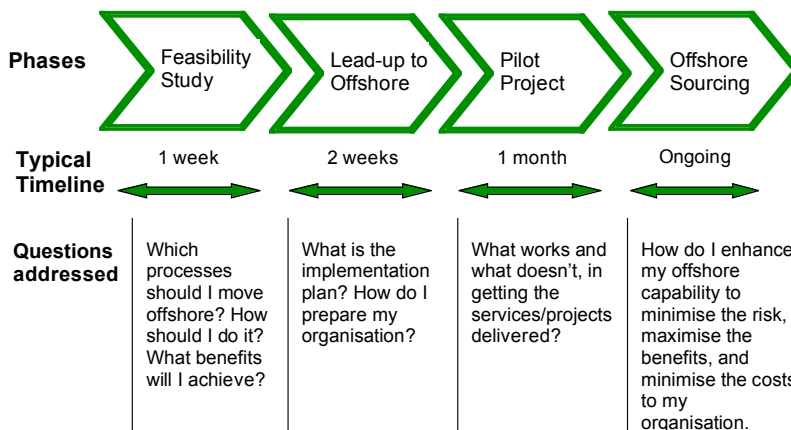 Phases
Feasibility
Study
Lead-up to
Offshore
Pilot
Project
Offshore
Sourcing
Typical
Timeline
1 week
2 weeks
1 month
Ongoing
Questions
addressed
Which
processes
should I move
offshore? How
should I do it?
What benefits
will I achieve?
What is the
implementation
plan? How do I
prepare my
organisation?
What works and
what doesn't, in
getting the
services/projects
delivered?
How do I enhance
my offshore
capability to
minimise the risk,
maximise the
benefits, and
minimise the costs
to my
organisation.